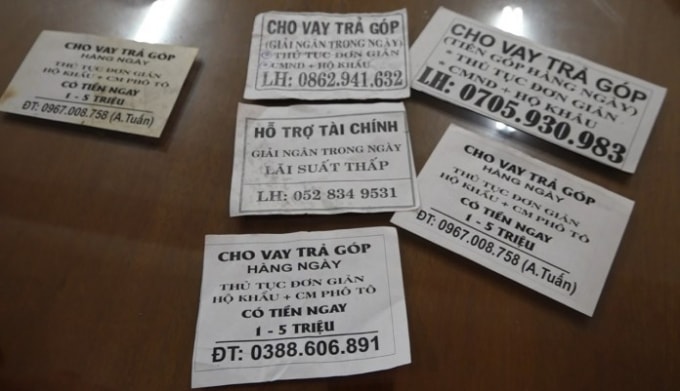 CHO VAY TRẢ GÓP
HÀNG NGÀY
THỦ TỤC ĐƠN GIẢN
HỘ KHẨU + CM PHÔ TÔ
CÓ TIỀN NGAY
1 - 5 TRIỆU
ĐT: 0967.008.758 (A.Tuấn)
CHO VAY TRẢ GÓP
(GIẢI NGÂN TRONG NGÀY)
THỦ TỤC ĐƠN GIẢN
* CMND + HỘ KHẨU
LH: 0862.941.632
CHO VAY TRẢ GÓP
(TIỀN GÓP HÀNG NGÀY)
* THỦ TỤC ĐƠN GIẢN
* CMND + HỘ KHẨU
LH: 0705.930.983
HỖ TRỢ TÀI CHÍNH
GIẢI NGÂN TRONG NGÀY
LÃI SUẤT THẤP
LH: 052 834 9531
CHO VAY TRẢ GÓP
HÀNG NGÀY
THỦ TỤC ĐƠN GIẢN
HỘ KHẨU + CM PHÔ TÔ
CÓ TIỀN NGAY
1 - 5 TRIỆU
ĐT: 0967.008.758 (A.Tuấn)
CHO VAY TRẢ GÓP
HÀNG NGÀY
THỦ TỤC ĐƠN GIẢN
HỘ KHẨU + CM PHÔ TÔ
CÓ TIỀN NGAY
1 - 5 TRIỆU
ĐT: 0388.606.891